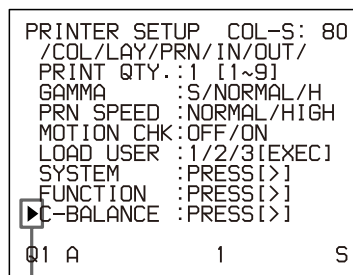 PRINTER SETUP COL-S: 80
/COL/LAY/PRN/IN/OUT/
PRINT QTY.:1 [1~9]
GAMMA :S/NORMAL/H
PRN SPEED :NORMAL/HIGH
MOTION CHK:OFF/ON
LOAD USER :1/2/3[EXEC]
SYSTEM :PRESS[>]
FUNCTION :PRESS[>]
▶C-BALANCE :PRESS[>]
Q1 A 1 S